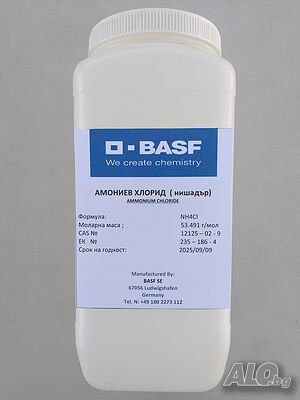 BASF
We create chemistry
АМОНИЕВ ХЛОРИД ( нишадър)
AMMONIUM CHLORIDE
Формула: NH4Cl
Моларна маса ; 53.491 г/мол
CAS № 12125 – 02 - 9
ЕК № 235 – 186 - 4
Срок на годност: 2025/09/09
Manufactured By:
BASF SE
67056 Ludwigshafen
Germany
Tel. N: +49 180 2273 112
ALO.bg